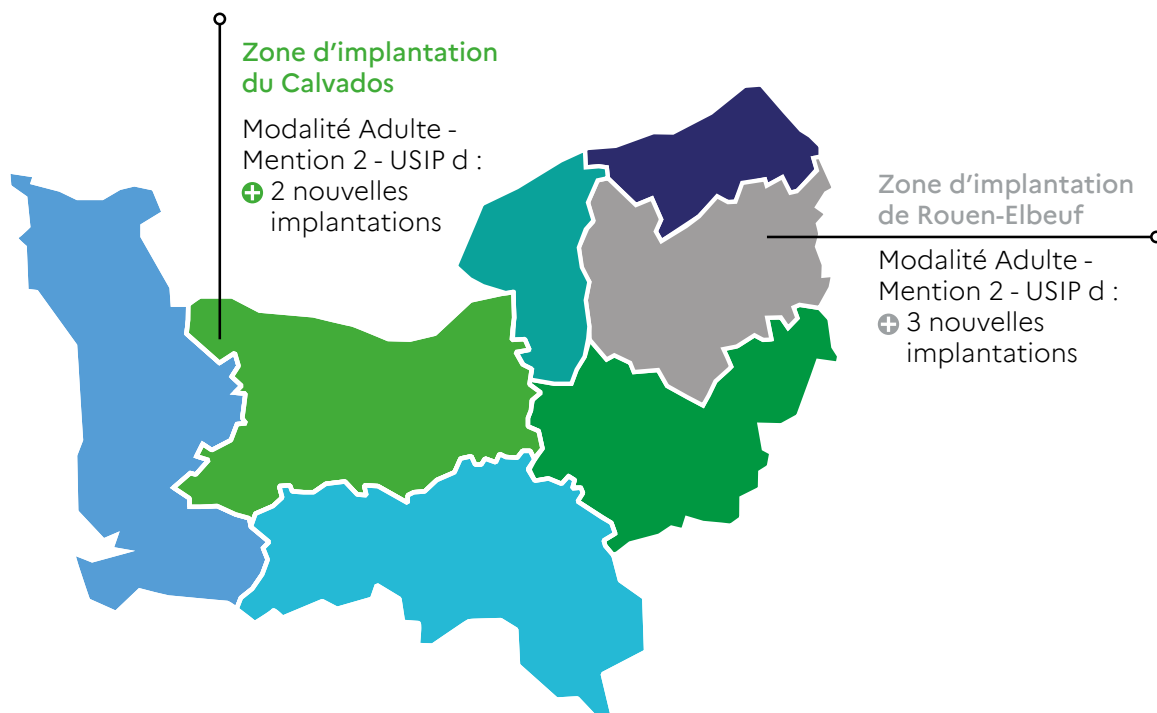 Zone d'implantation
du Calvados
Modalité Adulte -
Mention 2 - USIP d :
+ 2 nouvelles
implantations
Zone d'implantation
de Rouen-Elbeuf
Modalité Adulte -
Mention 2 - USIP d :
+ 3 nouvelles
implantations